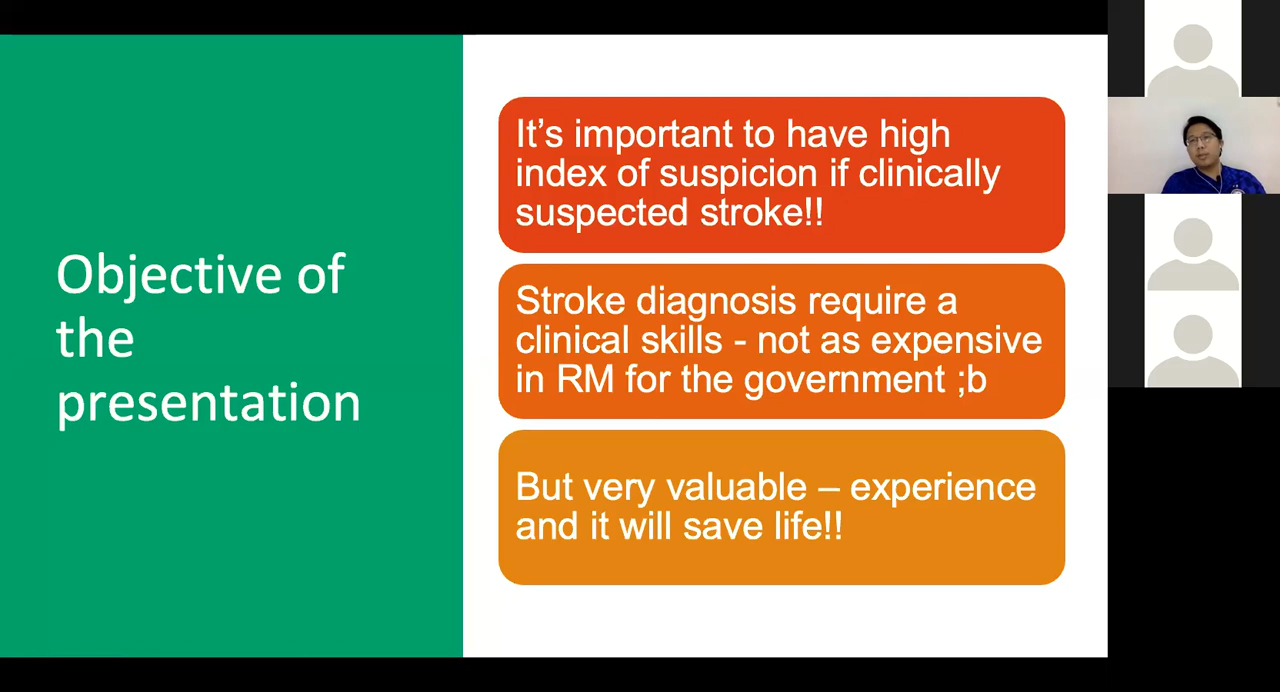 Objective of
the
presentation
It’s important to have high
index of suspicion if clinically
suspected stroke!!
Stroke diagnosis require a
clinical skills - not as expensive
in RM for the government ;b
But very valuable – experience
and it will save life!!